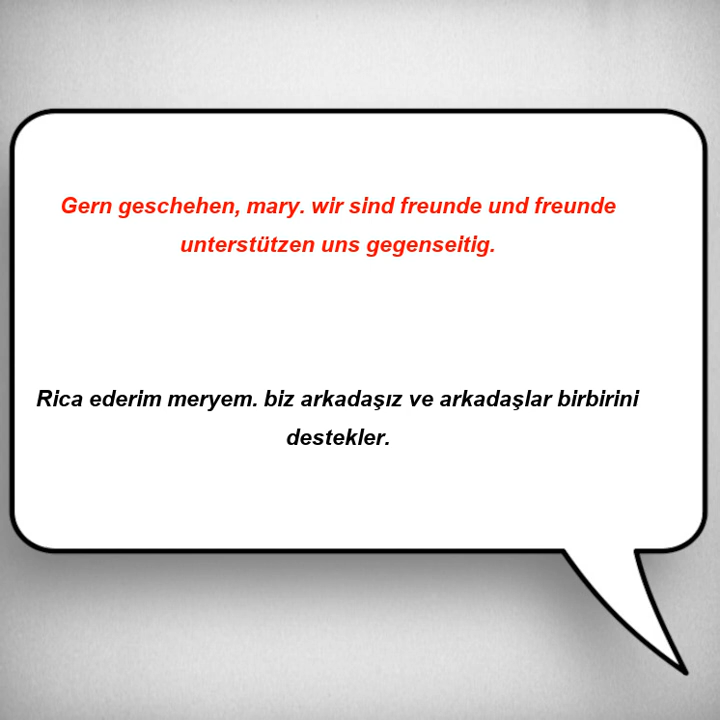 Gern geschehen, mary. wir sind freunde und freunde
unterstützen uns gegenseitig.
Rica ederim meryem. biz arkadaşız ve arkadaşlar birbirini
destekler.